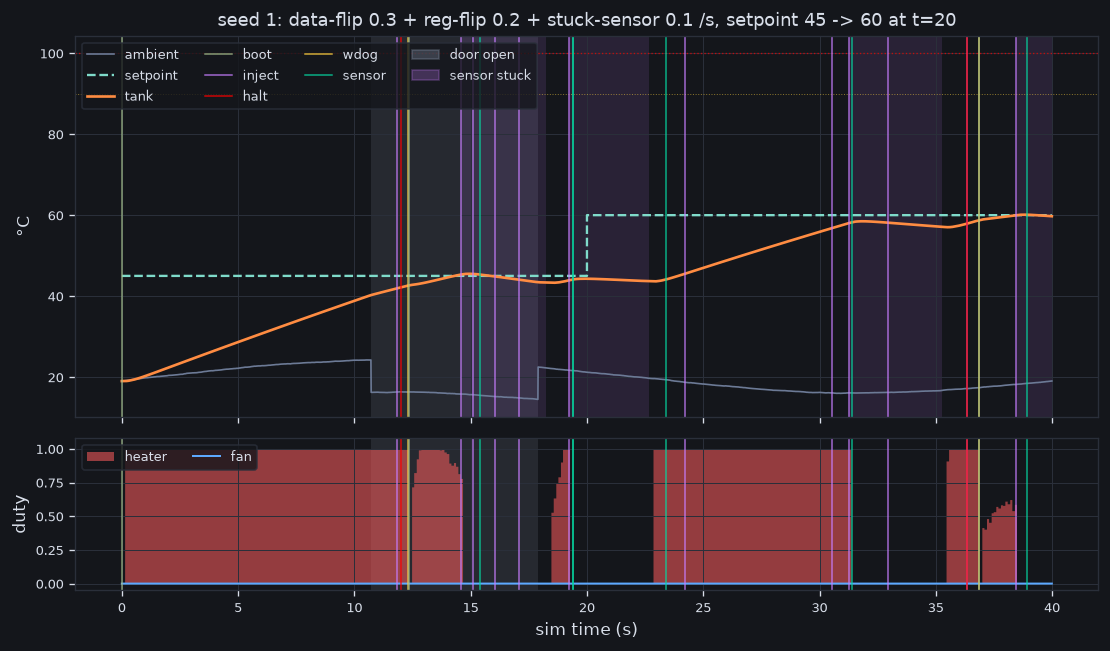 seed 1: data-flip 0.3 + reg-flip 0.2 + stuck-sensor 0.1 /s, setpoint 45 -> 60 at t=20
ambient boot wdog door open
setpoint inject sensor sensor stuck
tank halt
°C
100
80
60
40
20
heater fan
duty
1.00
0.75
0.50
0.25
0.00
0 5 10 15 20 25 30 35 40
sim time (s)